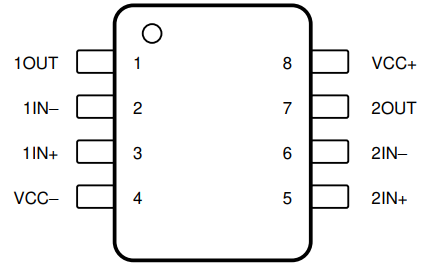 1OUT 1 8 VCC+
1IN− 2 7 2OUT
1IN+ 3 6 2IN−
VCC− 4 5 2IN+